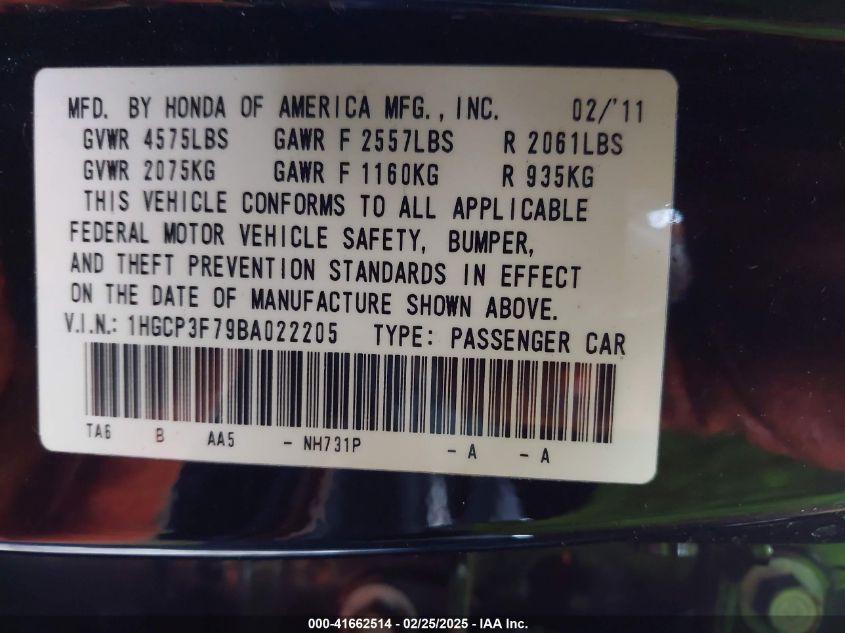 MFD. BY HONDA OF AMERICA MFG., INC. 02/'11
GVWR 4575LBS GAWR F 2557LBS R 2061LBS
GVWR 2075KG GAWR F 1160KG R 935KG
THIS VEHICLE CONFORMS TO ALL APPLICABLE
FEDERAL MOTOR VEHICLE SAFETY, BUMPER,
AND THEFT PREVENTION STANDARDS IN EFFECT
ON THE DATE OF MANUFACTURE SHOWN ABOVE.
V.I.N.: 1HGCP3F79BA022205 TYPE: PASSENGER CAR
TA6 B AA5 - NH731P - A - A
000-41662514 - 02/25/2025 - IAA Inc.